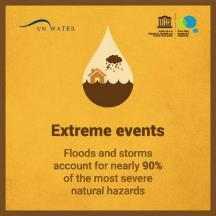 UN WATER
Extreme events
Floods and storms
account for nearly 90%
of the most severe
natural hazards